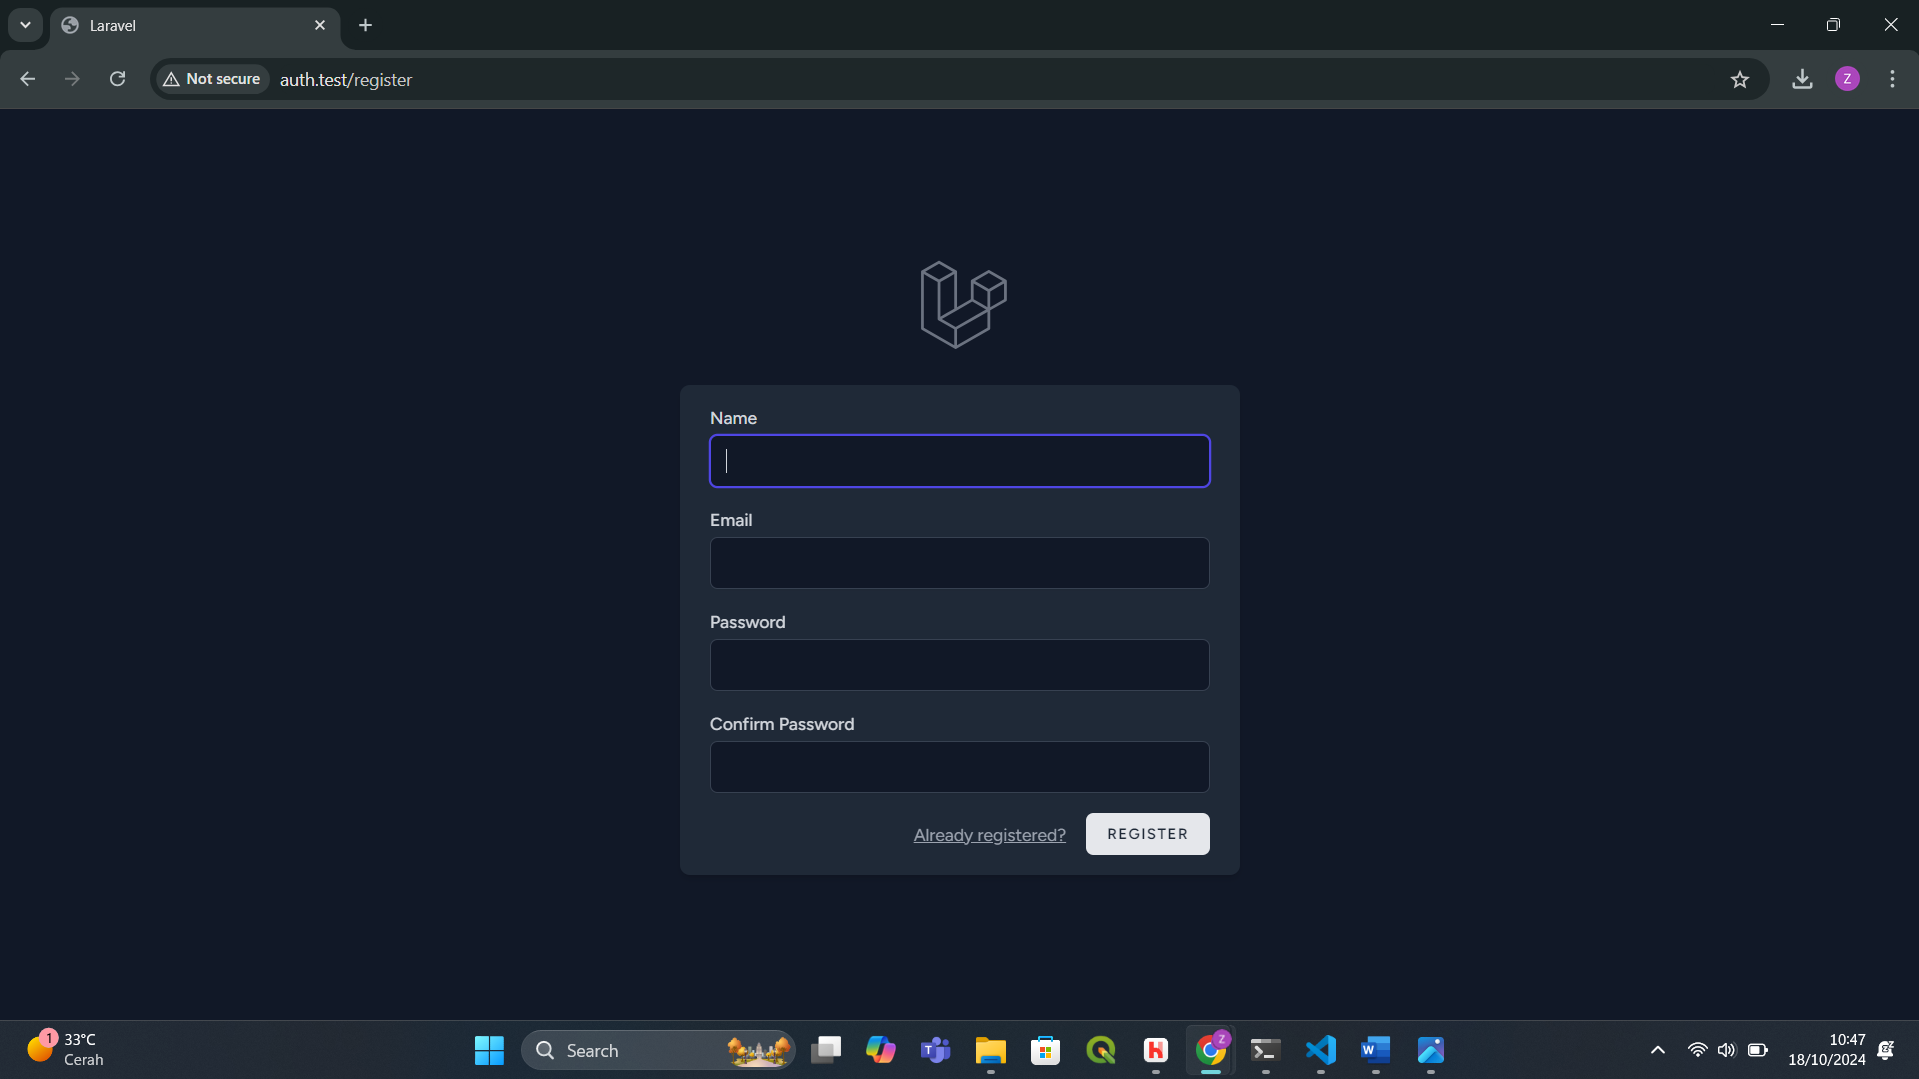 Laravel
Not secure
auth.test/register
Z
Name
Email
Password
Confirm Password
Already registered?
REGISTER
1
33°C
Cerah
Search
T
H
Z
W
10:47
18/10/2024